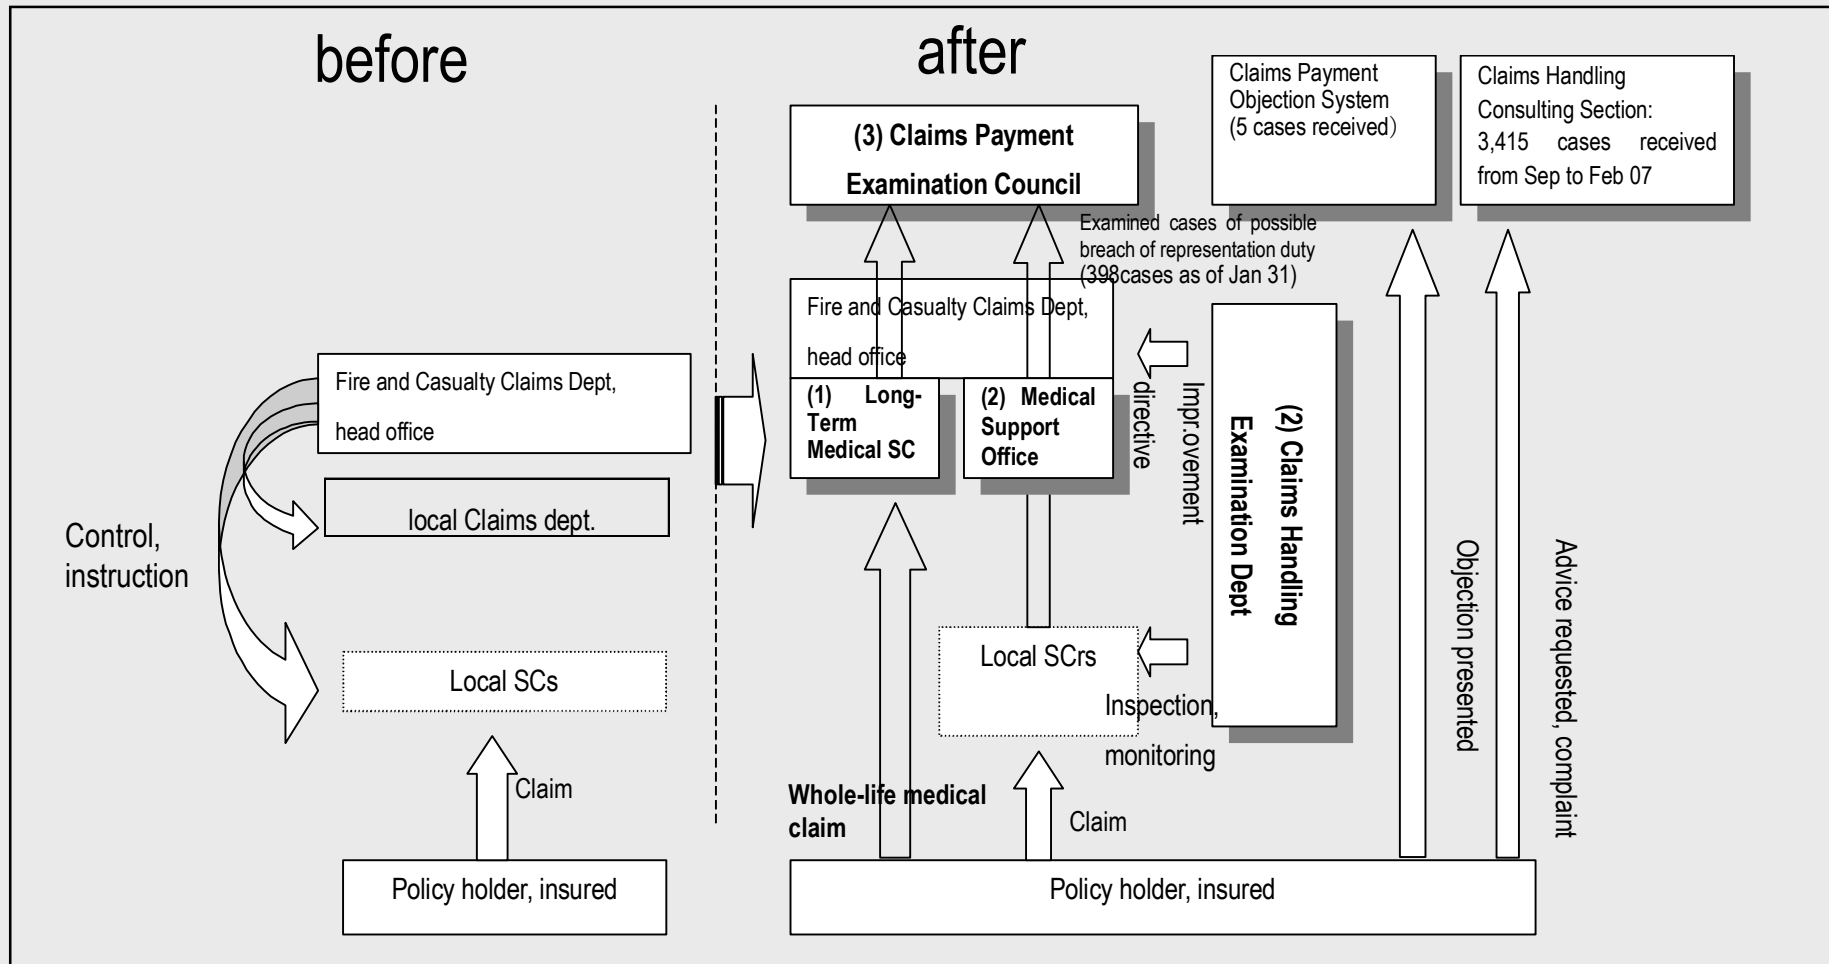 before
after
Fire and Casualty Claims Dept,
head office
local Claims dept.
Control,
instruction
Local SCs
Claim
Policy holder, insured
(3) Claims Payment
Examination Council
Claims Payment
Objection System
(5 cases received）
Claims Handling
Consulting Section:
3,415 cases received
from Sep to Feb 07
Examined cases of possible
breach of representation duty
(398cases as of Jan 31)
Fire and Casualty Claims Dept,
head office
(1) Long-
Term
Medical SC
(2) Medical
Support
Office
Impr.ovement
directive
(2) Claims Handling
Examination Dept
Local SCrs
Inspection,
monitoring
Whole-life medical
claim
Claim
Objection presented
Advice requested, complaint
Policy holder, insured